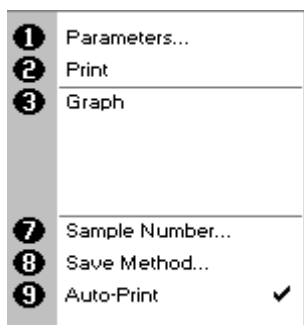 1 Parameters...
2 Print
3 Graph
7 Sample Number...
8 Save Method...
9 Auto-Print ✔